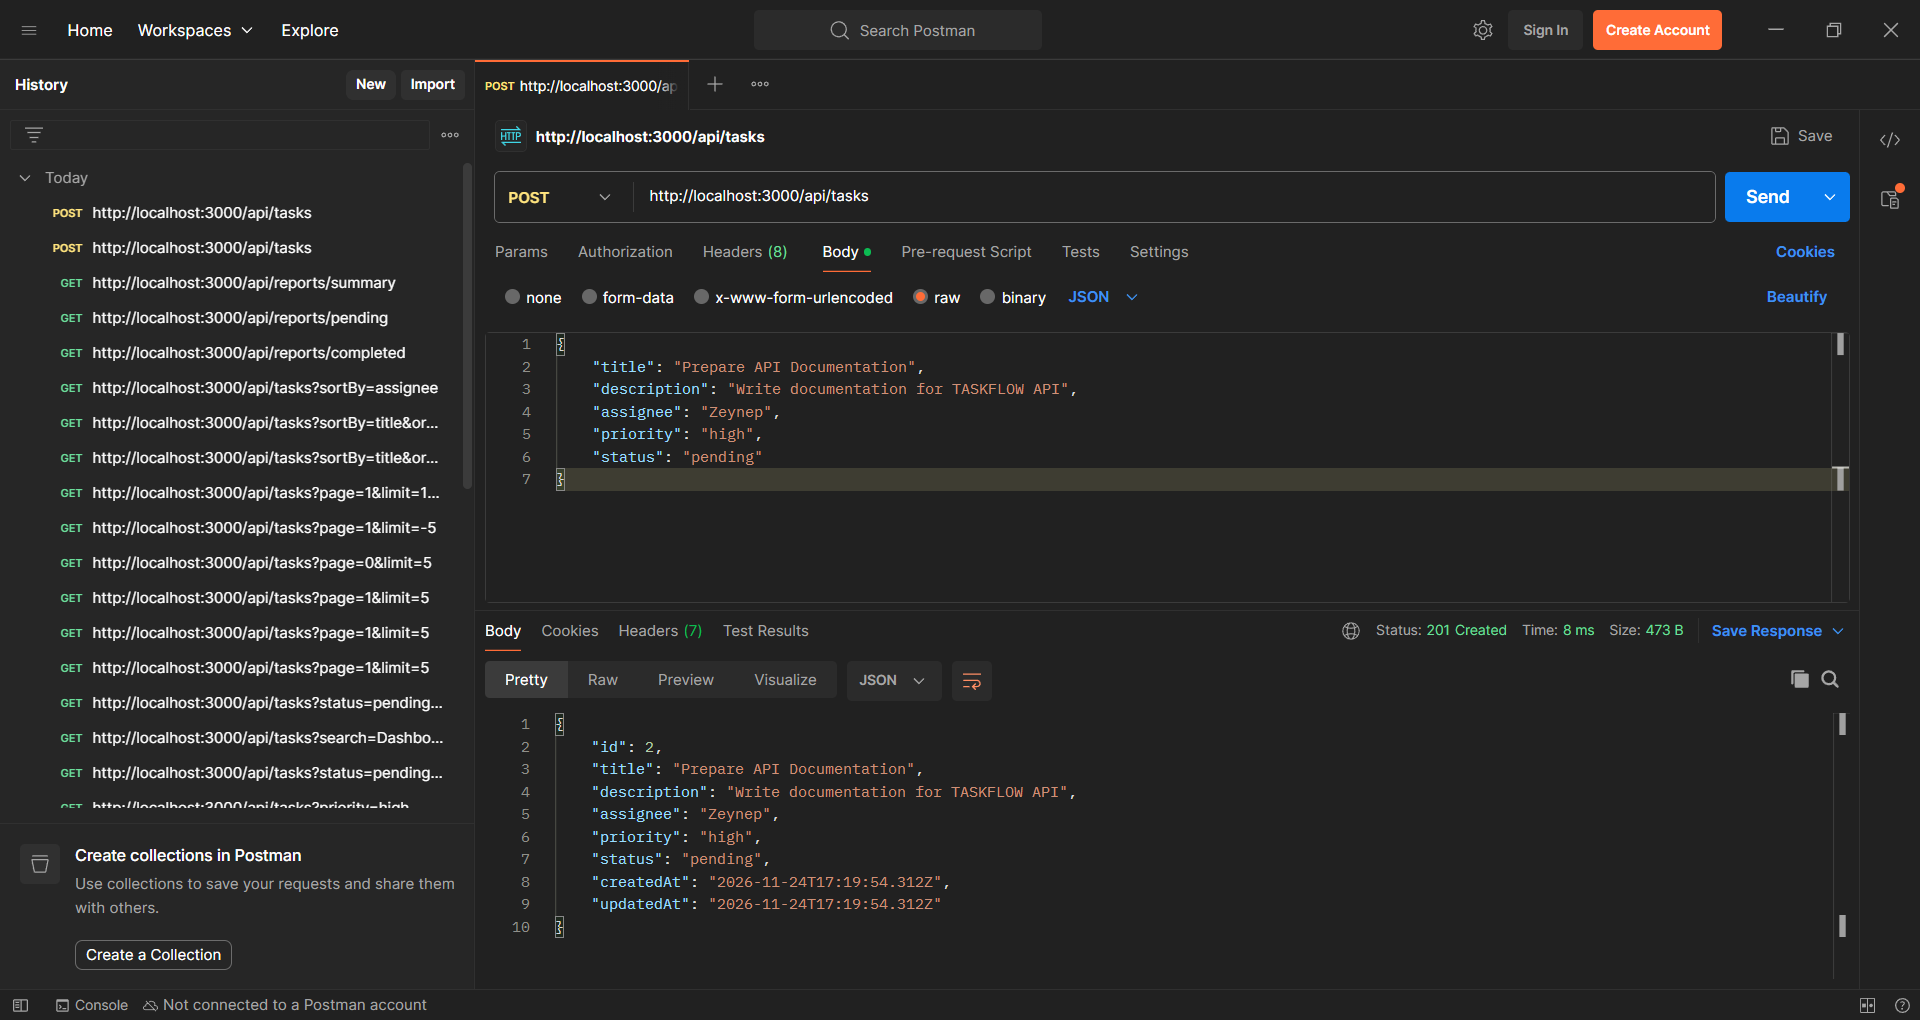 Home Workspaces Explore Search Postman Sign In Create Account
History New Import
POST http://localhost:3000/ap
HTTP http://localhost:3000/api/tasks Save
Today
POST http://localhost:3000/api/tasks
POST http://localhost:3000/api/tasks
GET http://localhost:3000/api/reports/summary
GET http://localhost:3000/api/reports/pending
GET http://localhost:3000/api/reports/completed
GET http://localhost:3000/api/tasks?sortBy=assignee
GET http://localhost:3000/api/tasks?sortBy=title&or...
GET http://localhost:3000/api/tasks?sortBy=title&or...
GET http://localhost:3000/api/tasks?page=1&limit=1...
GET http://localhost:3000/api/tasks?page=1&limit=-5
GET http://localhost:3000/api/tasks?page=0&limit=5
GET http://localhost:3000/api/tasks?page=1&limit=5
GET http://localhost:3000/api/tasks?page=1&limit=5
GET http://localhost:3000/api/tasks?page=1&limit=5
GET http://localhost:3000/api/tasks?status=pending...
GET http://localhost:3000/api/tasks?search=Dashbo...
GET http://localhost:3000/api/tasks?status=pending...
GET http://localhost:3000/api/tasks?priority=high
Create collections in Postman
Use collections to save your requests and share them
with others.
Create a Collection
POST http://localhost:3000/api/tasks Send
Params Authorization Headers (8) Body Pre-request Script Tests Settings Cookies
none form-data x-www-form-urlencoded raw binary JSON Beautify
1 {
2 "title": "Prepare API Documentation",
3 "description": "Write documentation for TASKFLOW API",
4 "assignee": "Zeynep",
5 "priority": "high",
6 "status": "pending"
7 }
Body Cookies Headers (7) Test Results Status: 201 Created Time: 8 ms Size: 473 B Save Response
Pretty Raw Preview Visualize JSON
1 {
2 "id": 2,
3 "title": "Prepare API Documentation",
4 "description": "Write documentation for TASKFLOW API",
5 "assignee": "Zeynep",
6 "priority": "high",
7 "status": "pending",
8 "createdAt": "2026-11-24T17:19:54.312Z",
9 "updatedAt": "2026-11-24T17:19:54.312Z"
10 }
Console Not connected to a Postman account